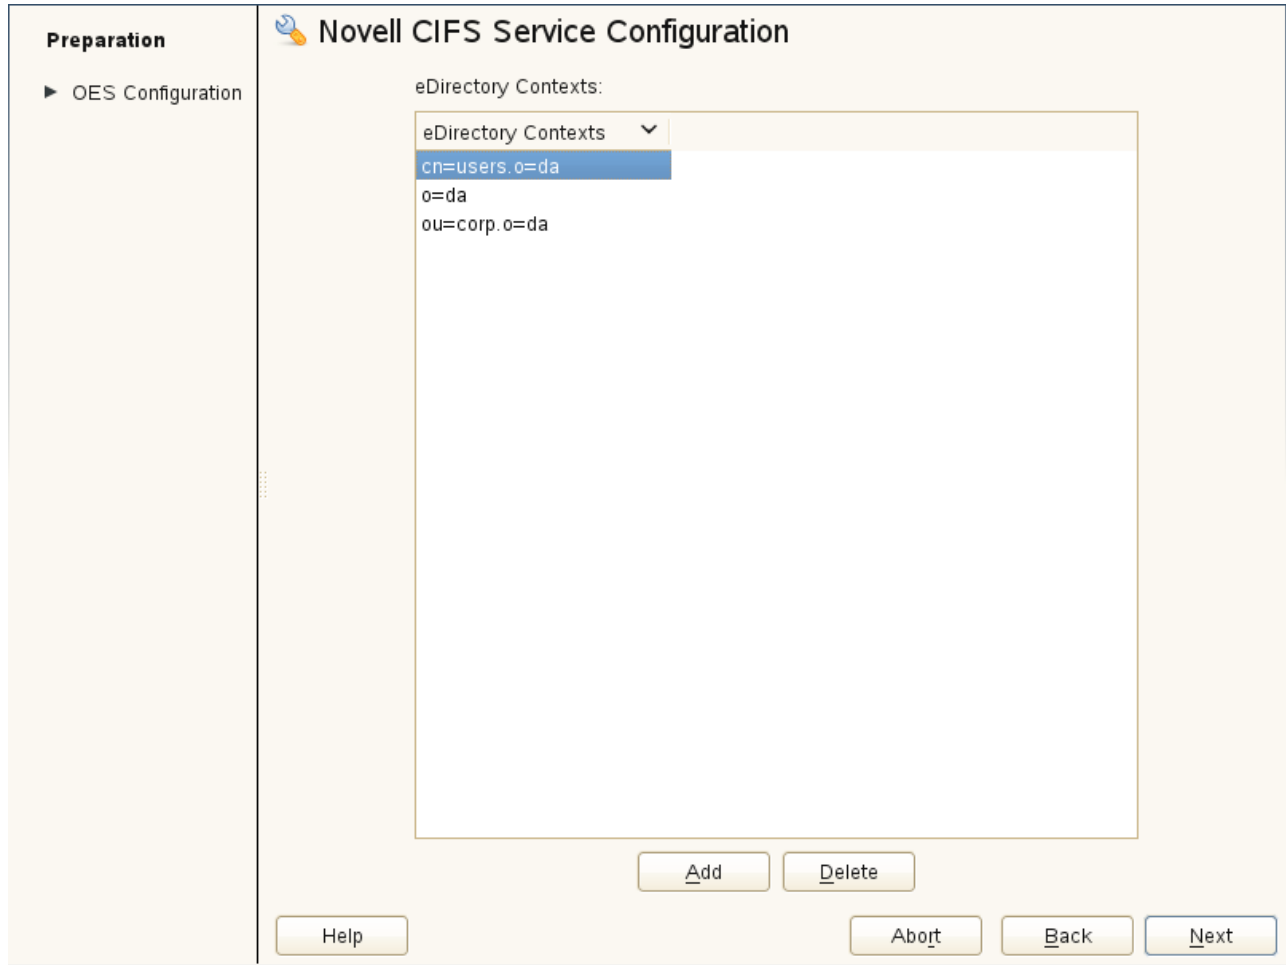 Preparation
OES Configuration
Novell CIFS Service Configuration
eDirectory Contexts:
eDirectory Contexts
cn=users.o=da
o=da
ou=corp.o=da
Add
Delete
Help
Abort
Back
Next